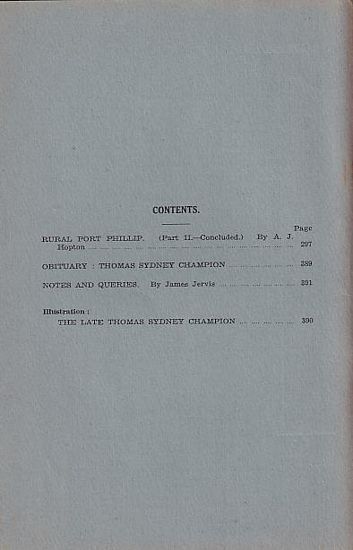 CONTENTS.
Page
RURAL PORT PHILLIP. (Part II.—Concluded.) By A. J.
Hopton ... ... ... ... ... ... ... ... ... ... ... ... ... ... 297
OBITUARY : THOMAS SYDNEY CHAMPION ... ... ... ... ... 389
NOTES AND QUERIES. By James Jervis ... ... ... ... ... ... 391
Illustration :
THE LATE THOMAS SYDNEY CHAMPION ... ... ... ... ... 390